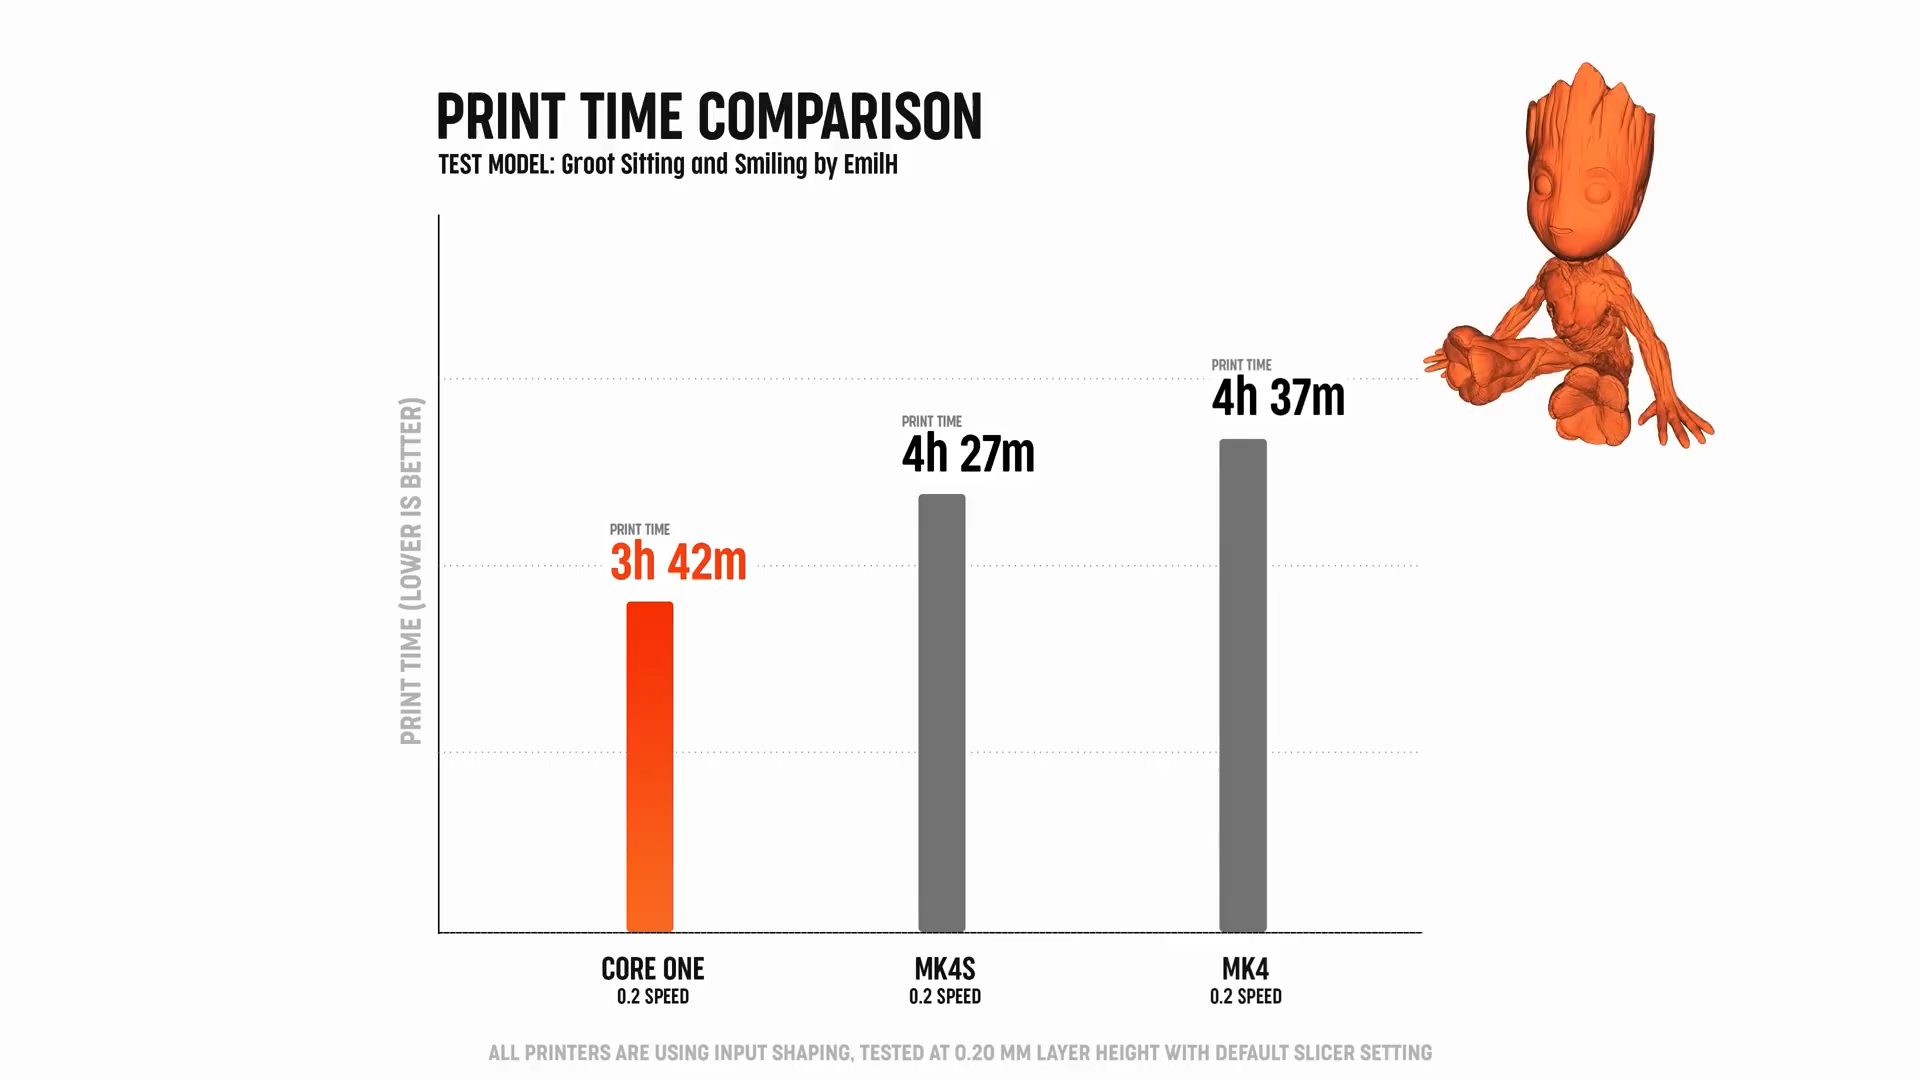 PRINT TIME COMPARISON
TEST MODEL: Groot Sitting and Smiling by EmilH
PRINT TIME (LOWER IS BETTER)
PRINT TIME
3h 42m
PRINT TIME
4h 27m
PRINT TIME
4h 37m
CORE ONE
0.2 SPEED
MK4S
0.2 SPEED
MK4
0.2 SPEED
ALL PRINTERS ARE USING INPUT SHAPING, TESTED AT 0.20 MM LAYER HEIGHT WITH DEFAULT SLICER SETTING